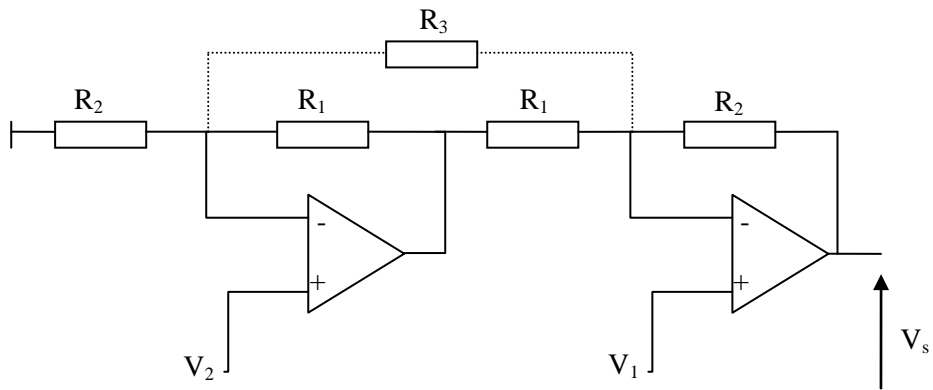 R₃
R₂ R₁ R₁ R₂
- -
+ +
V₂ V₁ Vₛ